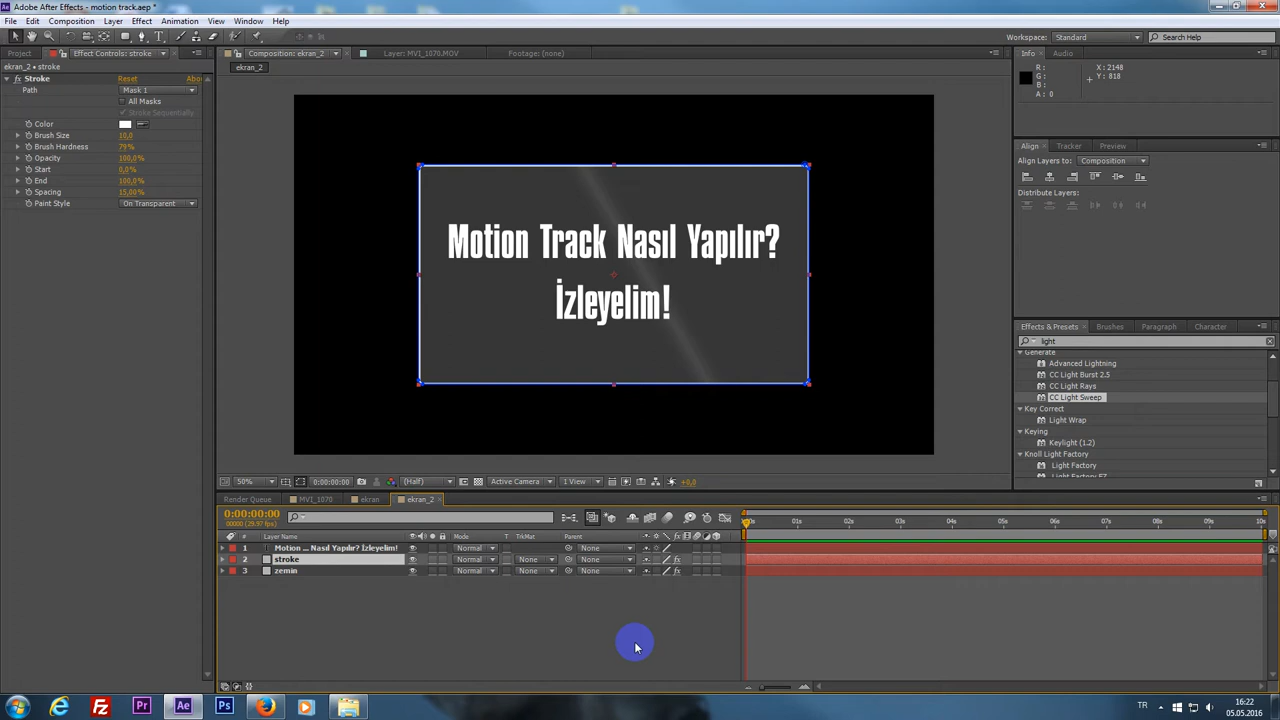 Adobe After Effects - motion track.aep *
File Edit Composition Layer Effect Animation View Window Help
Workspace: Standard Search Help
Project Effect Controls: stroke Composition: ekran_2 Layer: MVI_1070.MOV Footage: (none) Info Audio
ekran_2 • stroke
ekran_2
Stroke Reset Abo
Path Mask 1
All Masks
Stroke Sequentially
Color
Brush Size 10,0
Brush Hardness 79%
Opacity 100,0%
Start 0,0%
End 100,0%
Spacing 15,00%
Paint Style On Transparent
R :
G :
B :
A : 0
X : 2148
Y : 818
Motion Track Nasıl Yapılır?
İzleyelim!
Align Tracker Preview
Align Layers to: Composition
Distribute Layers:
Effects & Presets Brushes Paragraph Character
light
Generate
Advanced Lightning
CC Light Burst 2.5
CC Light Rays
CC Light Sweep
Key Correct
Light Wrap
Keying
Keylight (1.2)
Knoll Light Factory
Light Factory
Light Factory EZ
50% 0:00:00:00 (Half) Active Camera 1 View +0,0
Render Queue MVI_1070 ekran ekran_2
0:00:00:00
00000 (29.97 fps)
01s 02s 03s 04s 05s 06s 07s 08s 09s 10s
# Layer Name Mode T TrkMat Parent
1 Motion ... Nasıl Yapılır? İzleyelim! Normal None
2 stroke Normal None None
3 zemin Normal None None
TR 16:22
05.05.2016